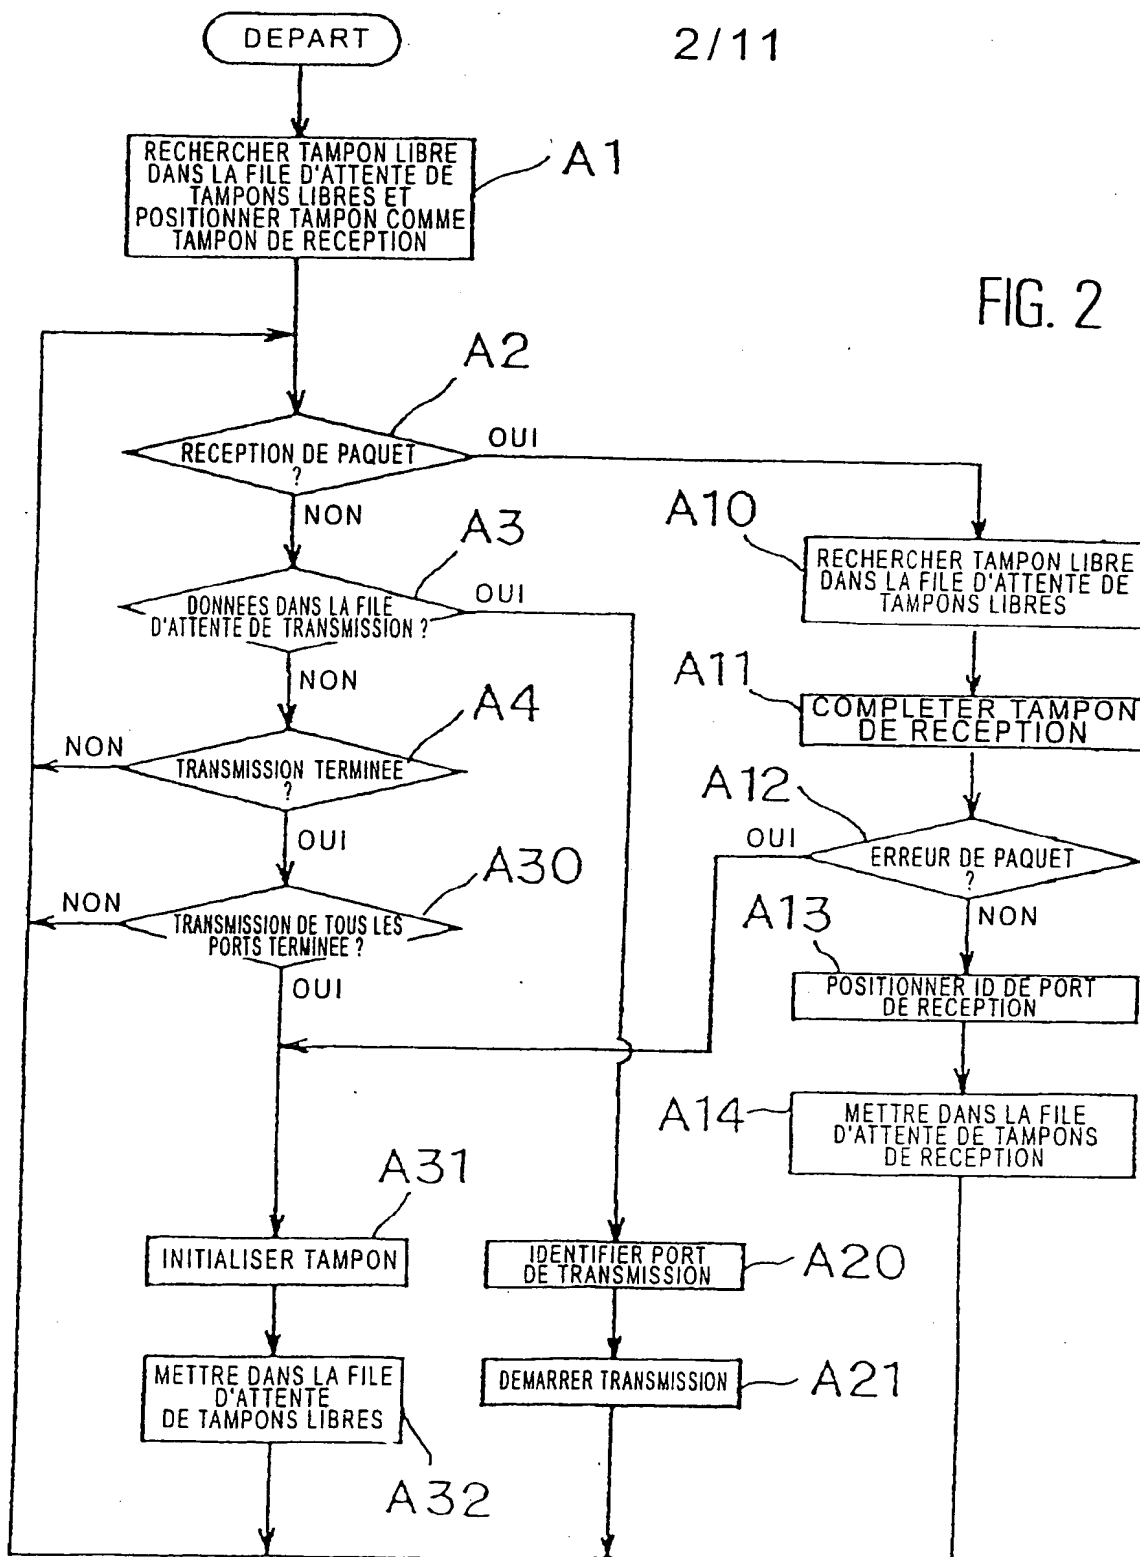 DEPART
2/11
RECHERCHER TAMPON LIBRE
DANS LA FILE D'ATTENTE DE
TAMPONS LIBRES ET
POSITIONNER TAMPON COMME
TAMPON DE RECEPTION
A1
FIG. 2
A2
RECEPTION DE PAQUET
?
OUI
NON
A3
DONNEES DANS LA FILE
D'ATTENTE DE TRANSMISSION ?
OUI
NON
A4
TRANSMISSION TERMINEE
?
NON
OUI
A30
TRANSMISSION DE TOUS LES
PORTS TERMINEE ?
NON
OUI
A10
RECHERCHER TAMPON LIBRE
DANS LA FILE D'ATTENTE DE
TAMPONS LIBRES
A11
COMPLETER TAMPON
DE RECEPTION
A12
OUI
ERREUR DE PAQUET
?
NON
A13
POSITIONNER ID DE PORT
DE RECEPTION
A14
METTRE DANS LA FILE
D'ATTENTE DE TAMPONS
DE RECEPTION
A31
INITIALISER TAMPON
METTRE DANS LA FILE
D'ATTENTE
DE TAMPONS LIBRES
A32
IDENTIFIER PORT
DE TRANSMISSION
A20
DEMARRER TRANSMISSION
A21